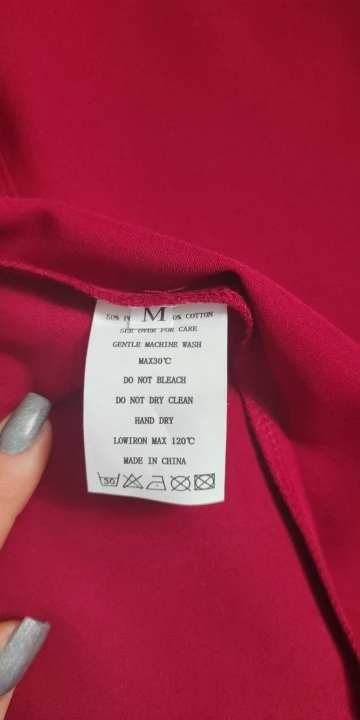 50%
M
0% COTTON
SEE OVER FOR CARE
GENTLE MACHINE WASH
MAX30℃
DO NOT BLEACH
DO NOT DRY CLEAN
HAND DRY
LOWIRON MAX 120℃
MADE IN CHINA
30